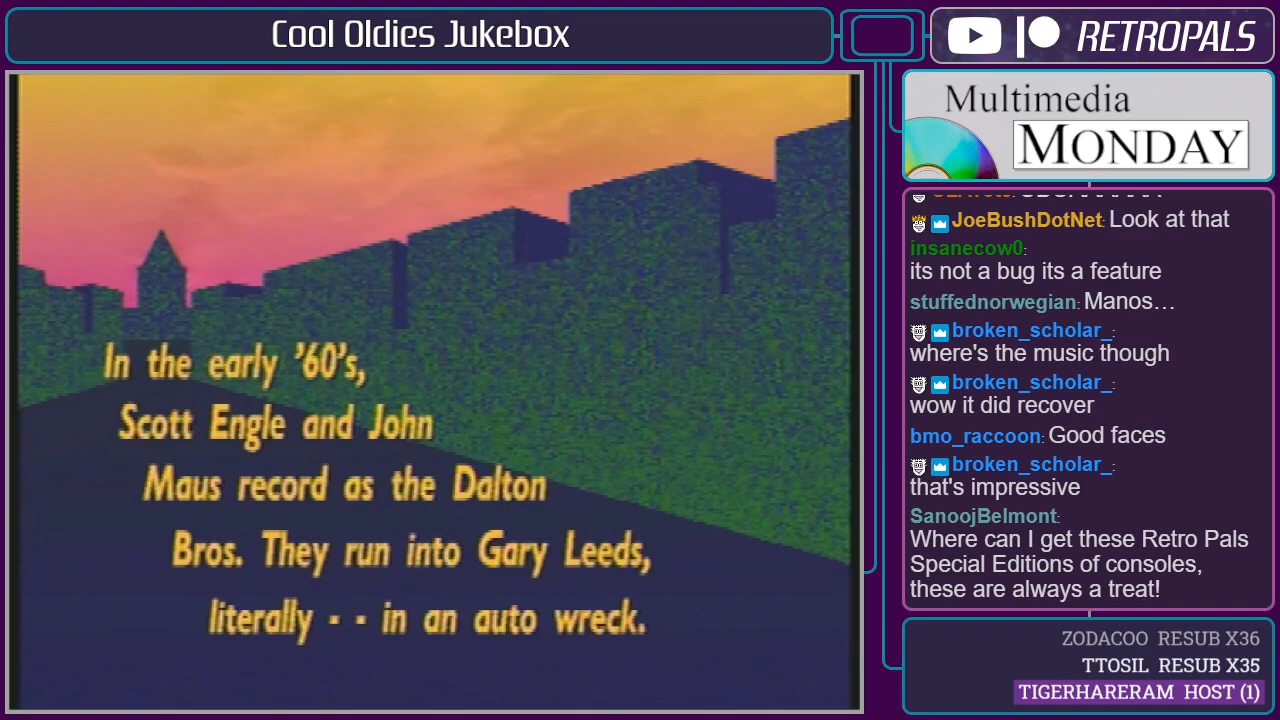 Cool Oldies Jukebox
RETROPALS
Multimedia
MONDAY
In the early ’60’s,
Scott Engle and John
Maus record as the Dalton
Bros. They run into Gary Leeds,
literally - - in an auto wreck.
JoeBushDotNet: Look at that
insanecow0:
its not a bug its a feature
stuffednorwegian: Manos…
broken_scholar_:
where's the music though
broken_scholar_:
wow it did recover
bmo_raccoon: Good faces
broken_scholar_:
that's impressive
SanoojBelmont:
Where can I get these Retro Pals
Special Editions of consoles,
these are always a treat!
ZODACOO RESUB X36
TTOSIL RESUB X35
TIGERHARERAM HOST (1)